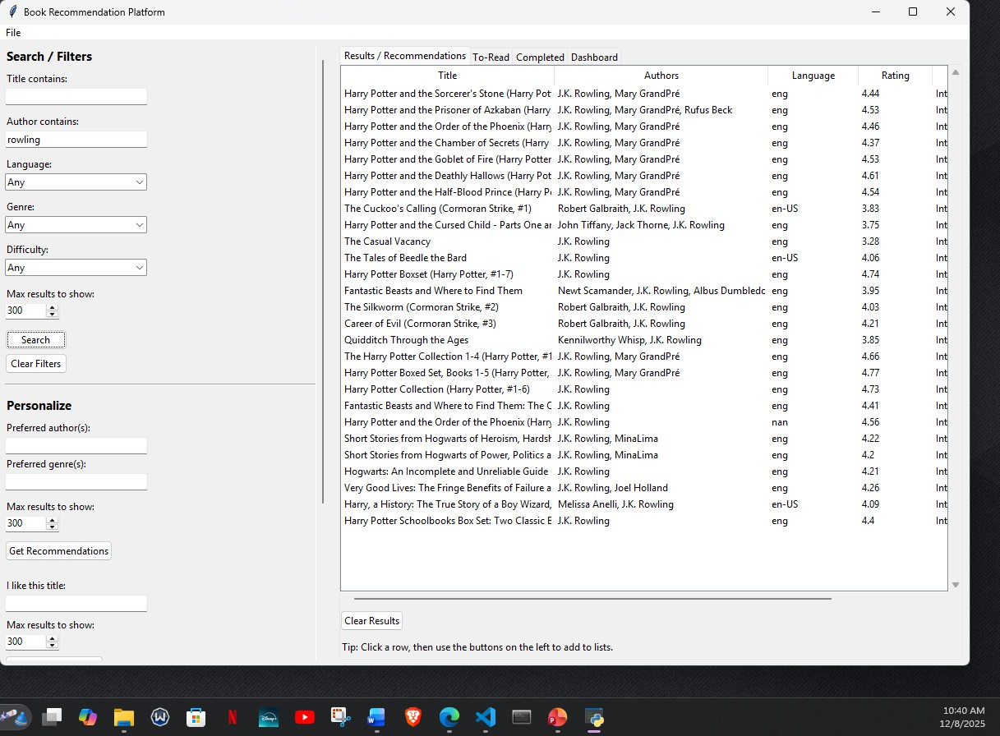 Book Recommendation Platform
File
Search / Filters
Title contains:
Author contains:
rowling
Language:
Any
Genre:
Any
Difficulty:
Any
Max results to show:
300
Search
Clear Filters
Personalize
Preferred author(s):
Preferred genre(s):
Max results to show:
300
Get Recommendations
I like this title:
Max results to show:
300
Results / Recommendations To-Read Completed Dashboard
Title Authors Language Rating
Harry Potter and the Sorcerer's Stone (Harry Pot J.K. Rowling, Mary GrandPré eng 4.44 Int
Harry Potter and the Prisoner of Azkaban (Harry J.K. Rowling, Mary GrandPré, Rufus Beck eng 4.53 Int
Harry Potter and the Order of the Phoenix (Harry J.K. Rowling, Mary GrandPré eng 4.46 Int
Harry Potter and the Chamber of Secrets (Harry J.K. Rowling, Mary GrandPré eng 4.37 Int
Harry Potter and the Goblet of Fire (Harry Potter J.K. Rowling, Mary GrandPré eng 4.53 Int
Harry Potter and the Deathly Hallows (Harry Pot J.K. Rowling, Mary GrandPré eng 4.61 Int
Harry Potter and the Half-Blood Prince (Harry P J.K. Rowling, Mary GrandPré eng 4.54 Int
The Cuckoo's Calling (Cormoran Strike, #1) Robert Galbraith, J.K. Rowling en-US 3.83 Int
Harry Potter and the Cursed Child - Parts One ar John Tiffany, Jack Thorne, J.K. Rowling eng 3.75 Int
The Casual Vacancy J.K. Rowling eng 3.28 Int
The Tales of Beedle the Bard J.K. Rowling en-US 4.06 Int
Harry Potter Boxset (Harry Potter, #1-7) J.K. Rowling eng 4.74 Int
Fantastic Beasts and Where to Find Them Newt Scamander, J.K. Rowling, Albus Dumbledc eng 3.95 Int
The Silkworm (Cormoran Strike, #2) Robert Galbraith, J.K. Rowling eng 4.03 Int
Career of Evil (Cormoran Strike, #3) Robert Galbraith, J.K. Rowling eng 4.21 Int
Quidditch Through the Ages Kennilworthy Whisp, J.K. Rowling eng 3.85 Int
The Harry Potter Collection 1-4 (Harry Potter, #1 J.K. Rowling, Mary GrandPré eng 4.66 Int
Harry Potter Boxed Set, Books 1-5 (Harry Potter, J.K. Rowling, Mary GrandPré eng 4.77 Int
Harry Potter Collection (Harry Potter, #1-6) J.K. Rowling eng 4.73 Int
Fantastic Beasts and Where to Find Them: The C J.K. Rowling eng 4.41 Int
Harry Potter and the Order of the Phoenix (Harry J.K. Rowling nan 4.56 Int
Short Stories from Hogwarts of Heroism, Hardsh J.K. Rowling, MinaLima eng 4.22 Int
Short Stories from Hogwarts of Power, Politics a J.K. Rowling, MinaLima eng 4.2 Int
Hogwarts: An Incomplete and Unreliable Guide J.K. Rowling eng 4.21 Int
Very Good Lives: The Fringe Benefits of Failure a J.K. Rowling, Joel Holland eng 4.26 Int
Harry, a History: The True Story of a Boy Wizard, Melissa Anelli, J.K. Rowling en-US 4.09 Int
Harry Potter Schoolbooks Box Set: Two Classic B J.K. Rowling eng 4.4 Int
Clear Results
Tip: Click a row, then use the buttons on the left to add to lists.
10:40 AM
12/8/2025